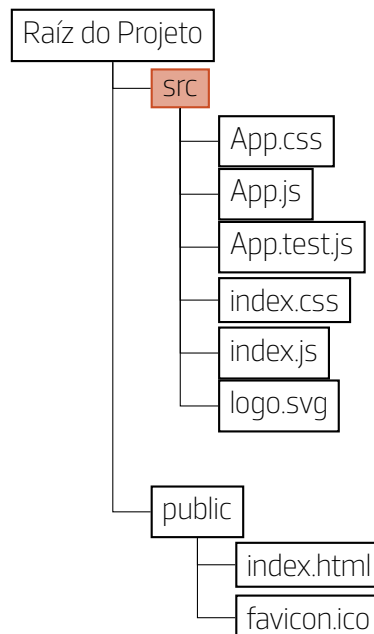 Raíz do Projeto
src
App.css
App.js
App.test.js
index.css
index.js
logo.svg
public
index.html
favicon.ico